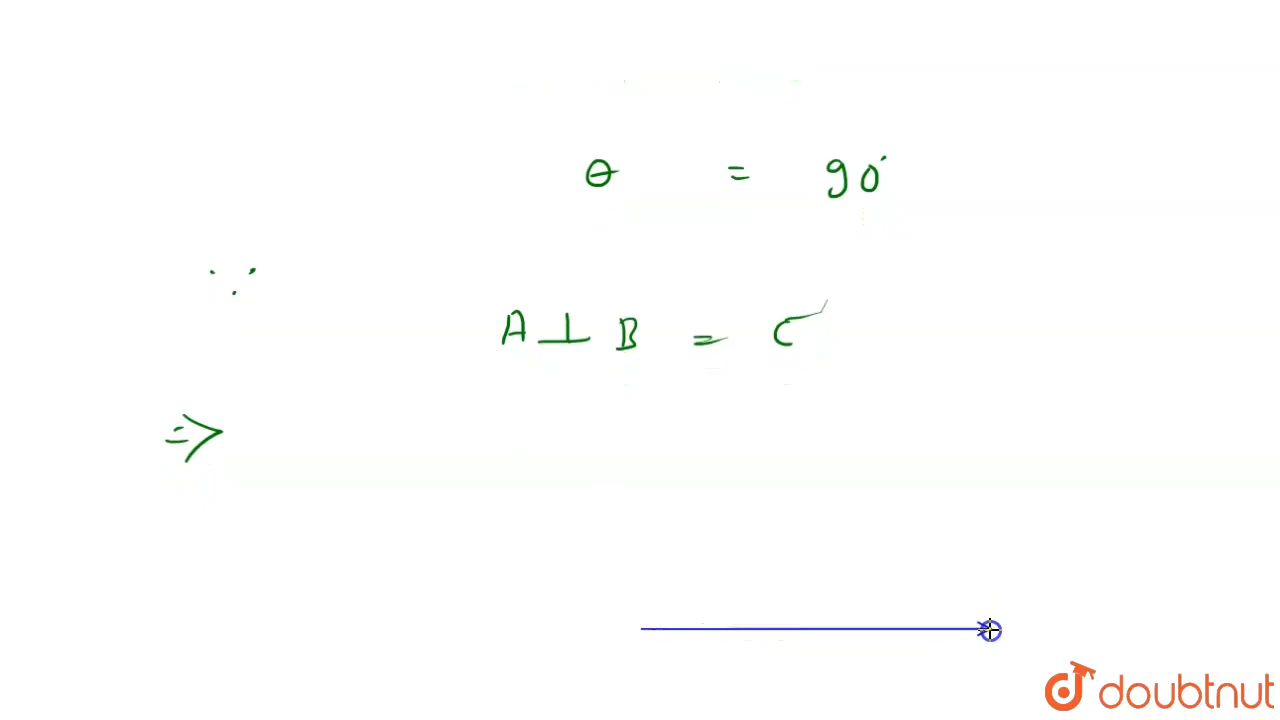 θ = 90°
∵
A ⊥ B = C
⇒
doubtnut